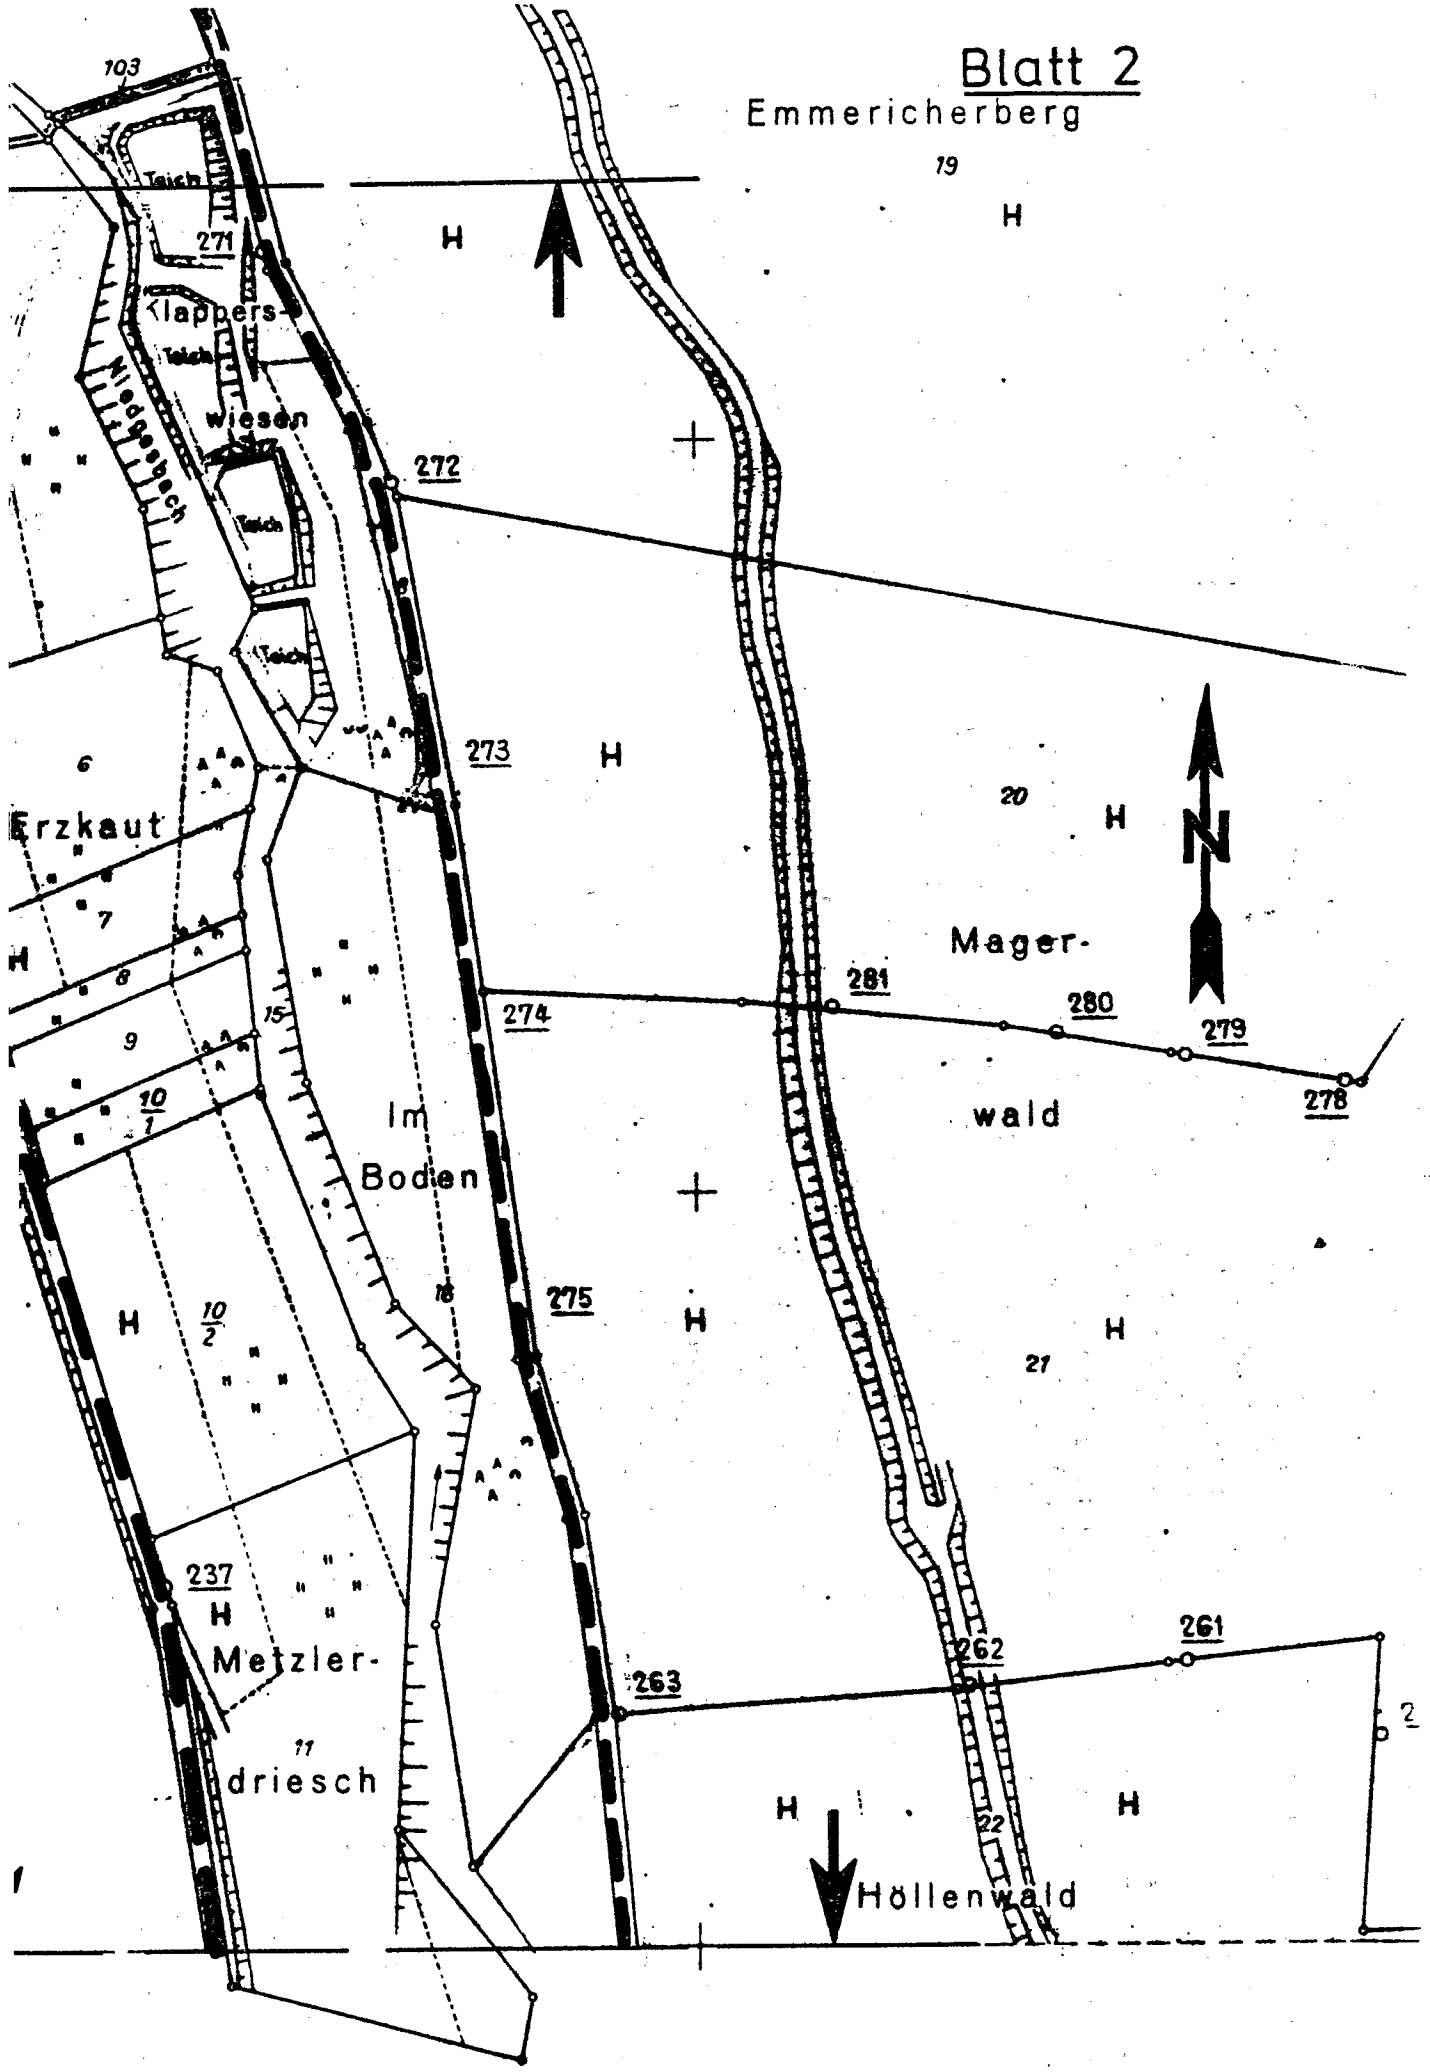 Blatt 2
Emmericherberg
103
19
H
Teich
271
H
Klappers-
Teich
Niedgesbach
wiesen
272
Teich
Teich
273
H
6
20
H
Erzkaut
N
7
Mager-
H
8
281
15
274
280
279
9
278
10/1
Im
wald
Boden
16
275
H
10/2
H
H
21
237
H
261
262
Metzler-
263
2
11
driesch
H
H
22
Höllenwald